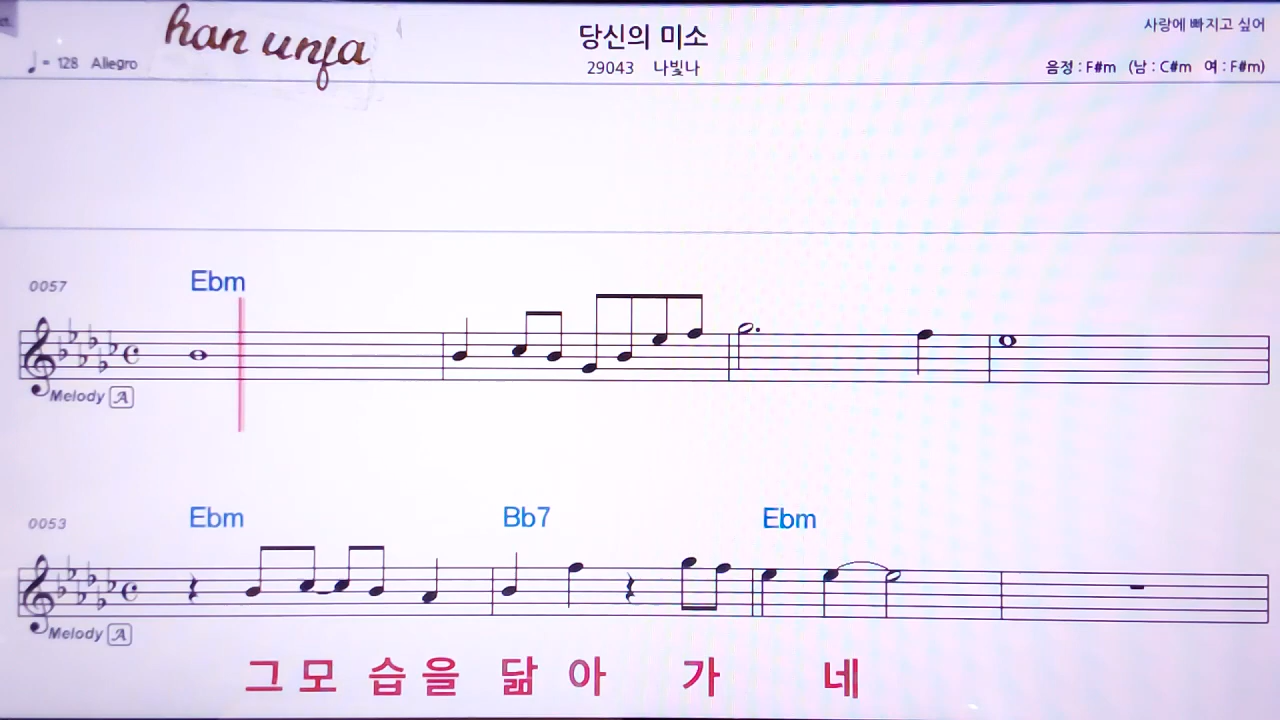 han unfa
당신의 미소
사랑에 빠지고 싶어
♩= 128 Allegro
29043 나빛나
음정 : F#m (남 : C#m 여 : F#m)
0057
Ebm
Melody A
0053
Ebm Bb7 Ebm
Melody A
그 모 습 을 닮 아 가 네